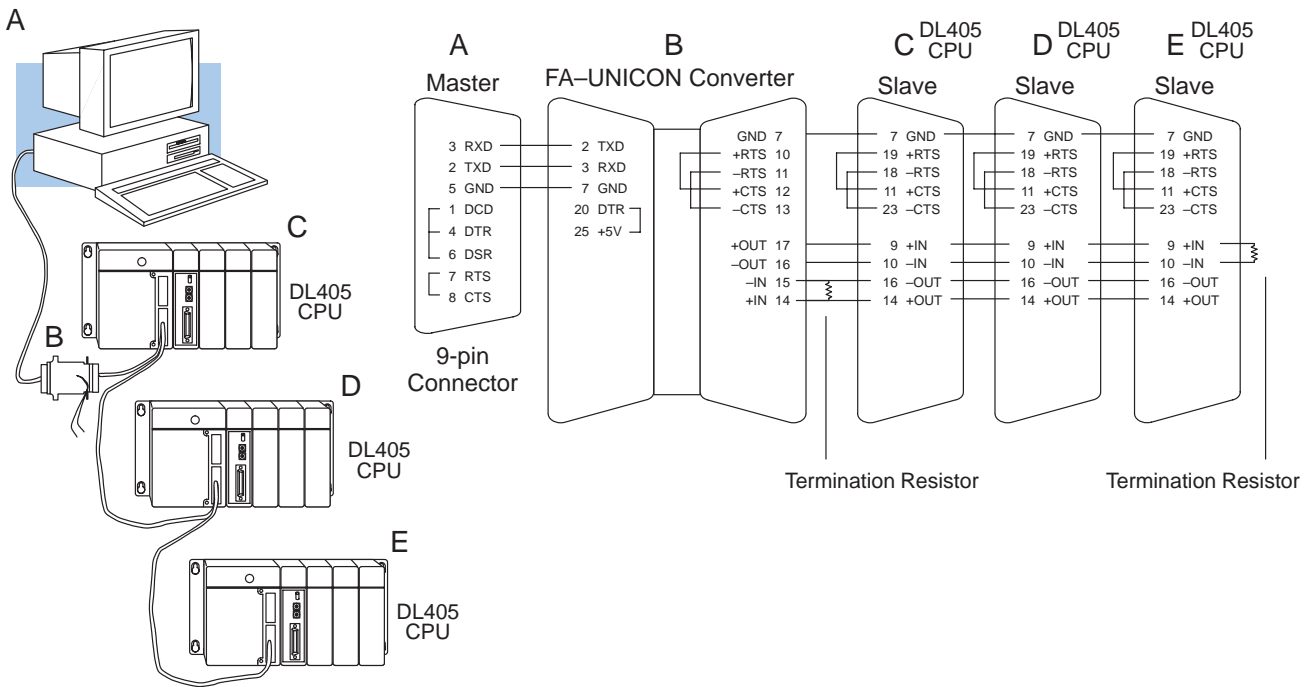 A
C
DL405
CPU
B
D
DL405
CPU
E
DL405
CPU
A
Master
3 RXD
2 TXD
5 GND
1 DCD
4 DTR
6 DSR
7 RTS
8 CTS
9-pin
Connector
B
FA–UNICON Converter
2 TXD
3 RXD
7 GND
20 DTR
25 +5V
GND 7
+RTS 10
–RTS 11
+CTS 12
–CTS 13
+OUT 17
–OUT 16
–IN 15
+IN 14
Termination Resistor
C DL405
CPU
Slave
7 GND
19 +RTS
18 –RTS
11 +CTS
23 –CTS
9 +IN
10 –IN
16 –OUT
14 +OUT
D DL405
CPU
Slave
7 GND
19 +RTS
18 –RTS
11 +CTS
23 –CTS
9 +IN
10 –IN
16 –OUT
14 +OUT
E DL405
CPU
Slave
7 GND
19 +RTS
18 –RTS
11 +CTS
23 –CTS
9 +IN
10 –IN
16 –OUT
14 +OUT
Termination Resistor